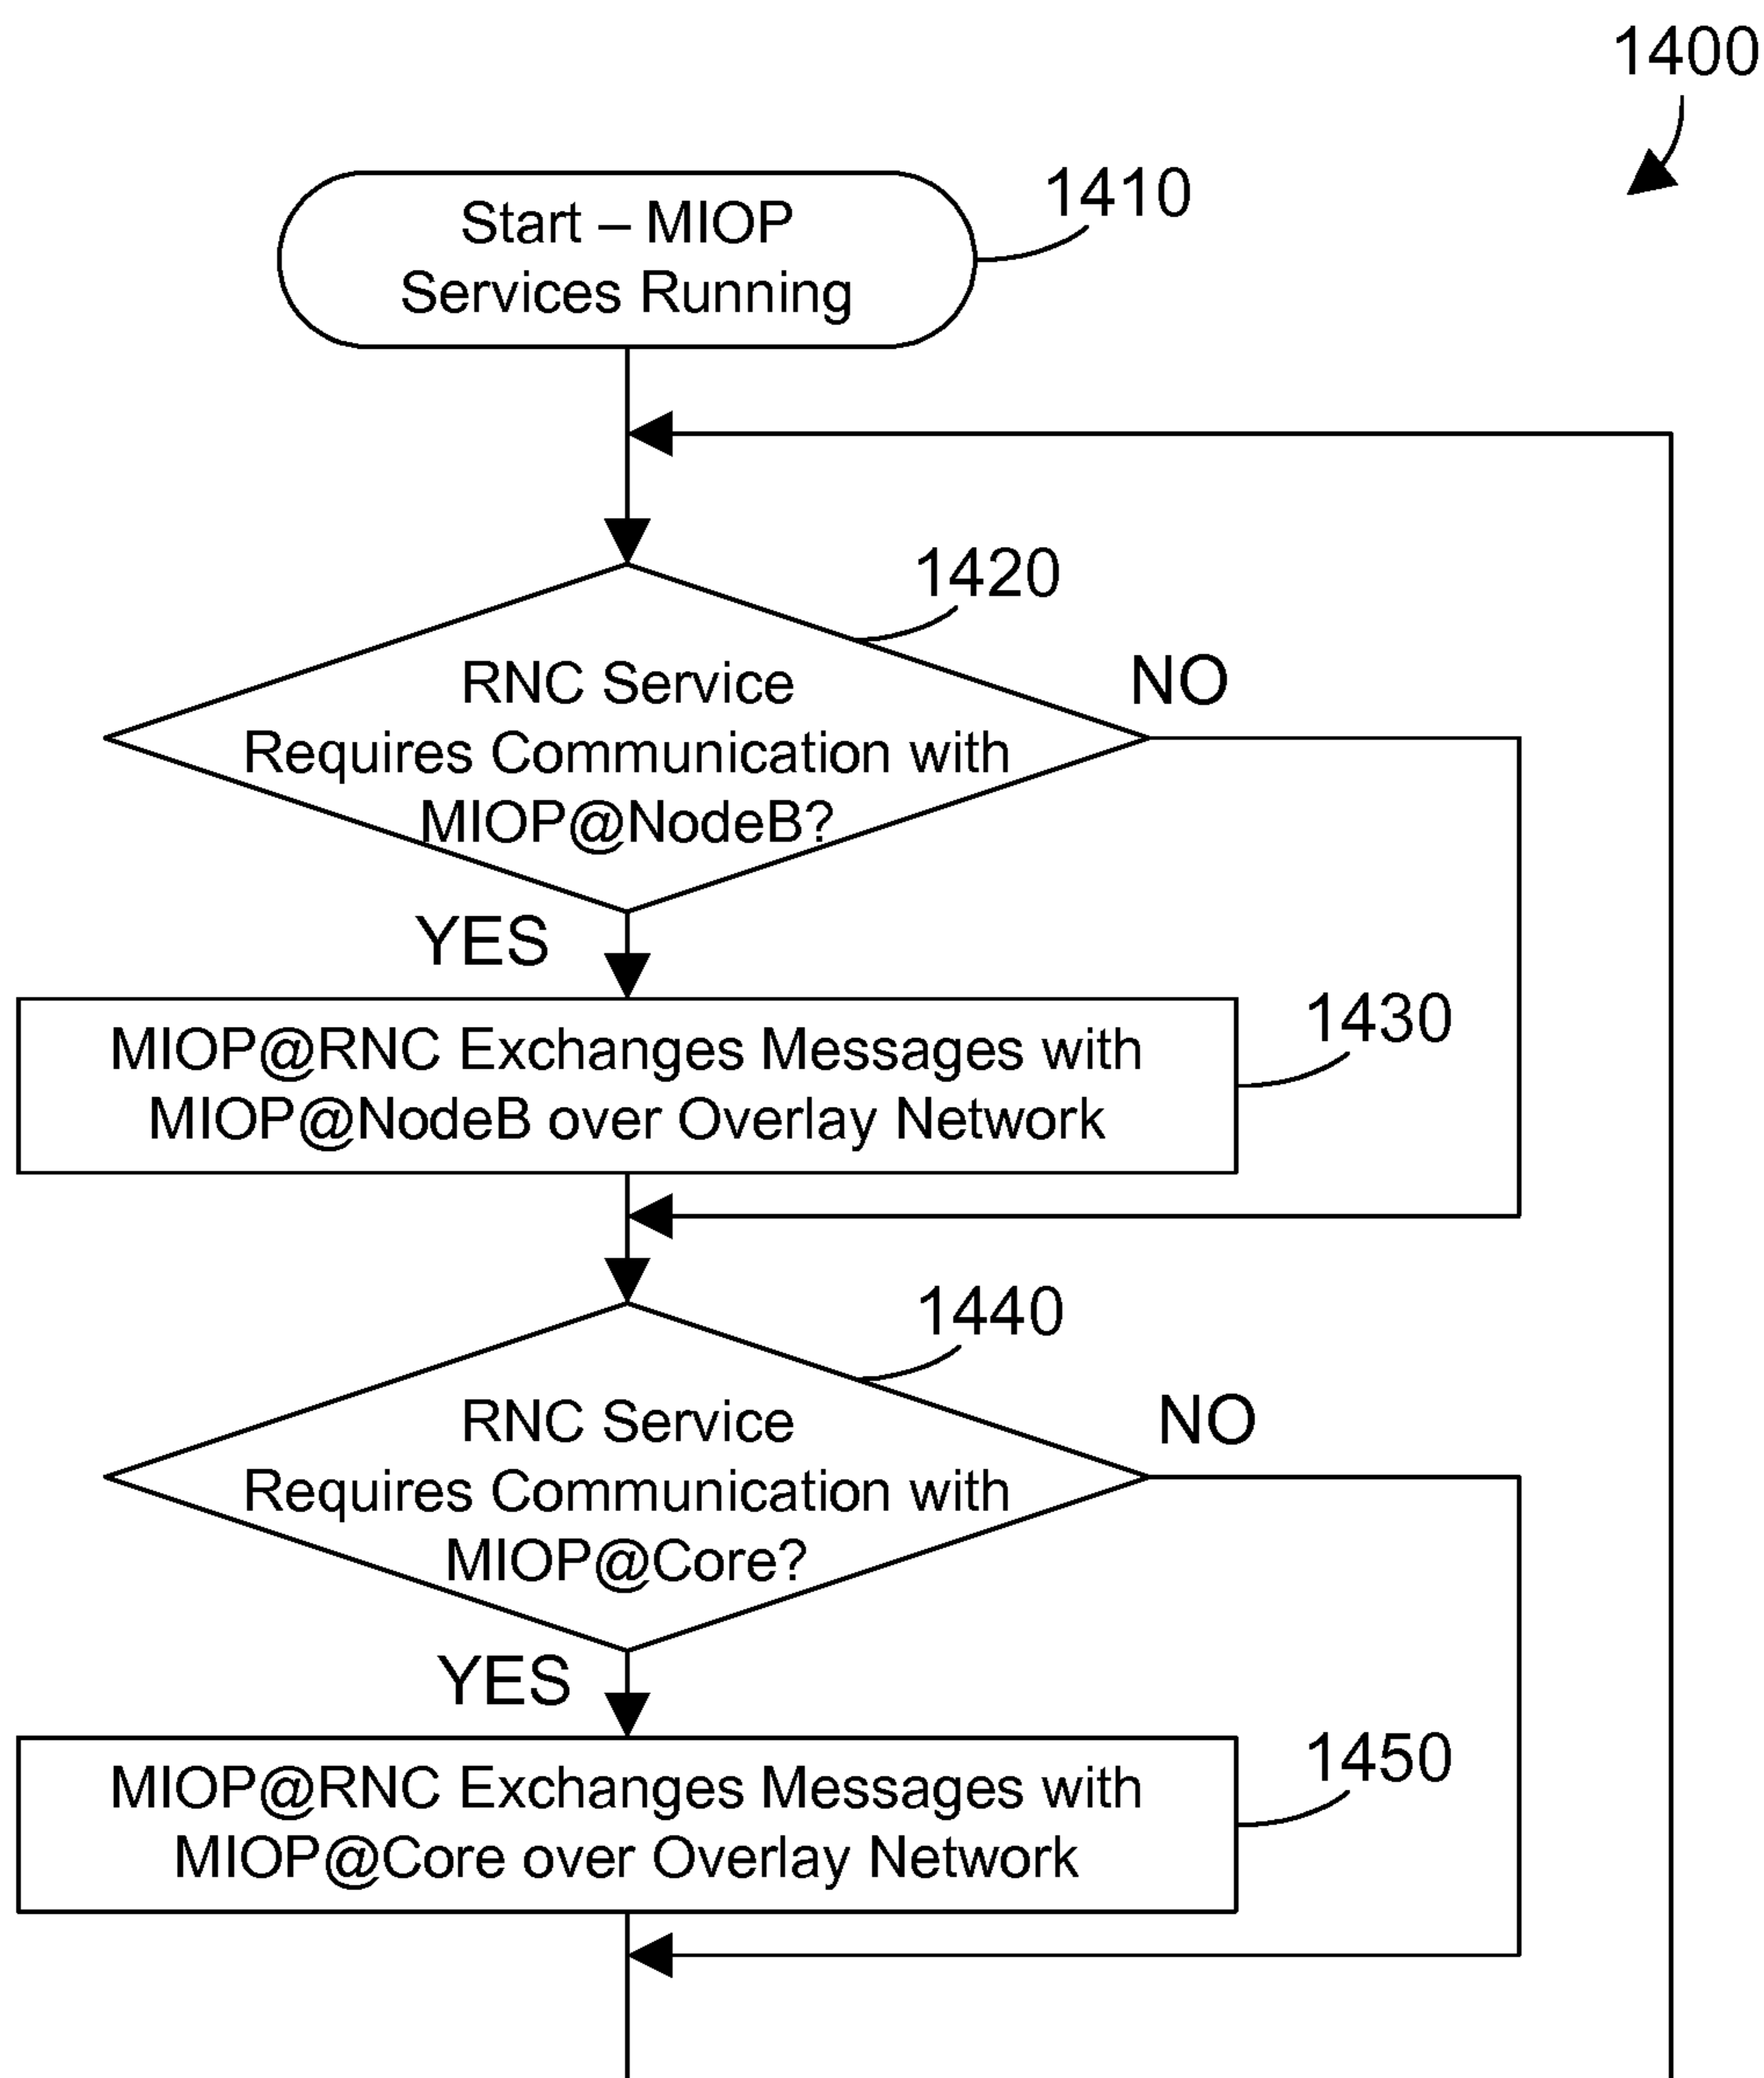 1400
Start – MIOP
Services Running
1410
1420
RNC Service
Requires Communication with
MIOP@NodeB?
NO
YES
MIOP@RNC Exchanges Messages with
MIOP@NodeB over Overlay Network
1430
1440
RNC Service
Requires Communication with
MIOP@Core?
NO
YES
MIOP@RNC Exchanges Messages with
MIOP@Core over Overlay Network
1450